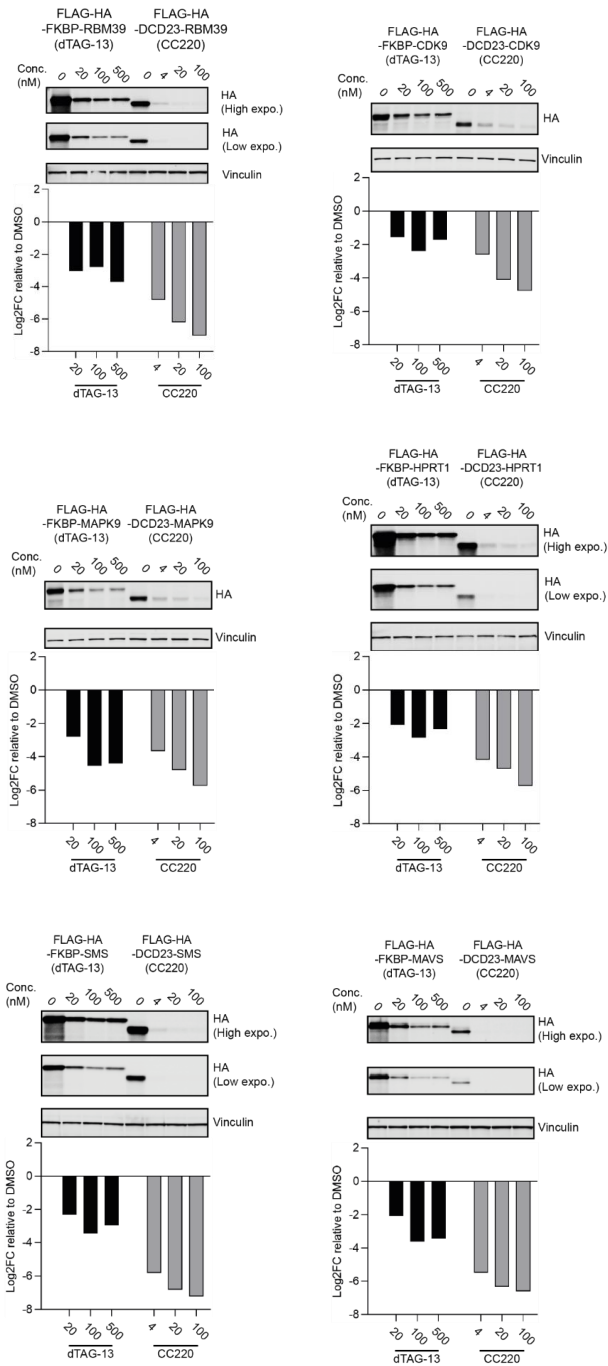 FLAG-HA FLAG-HA
-FKBP-RBM39 -DCD23-RBM39
(dTAG-13) (CC220)
Conc.
(nM) 0 20 100 500 0 4 20 100
HA
(High expo.)
HA
(Low expo.)
Vinculin
Log2FC relative to DMSO
2
0
-2
-4
-6
-8
20 100 500 4 20 100
dTAG-13 CC220
FLAG-HA FLAG-HA
-FKBP-CDK9 -DCD23-CDK9
(dTAG-13) (CC220)
Conc.
(nM) 0 20 100 500 0 4 20 100
HA
Vinculin
Log2FC relative to DMSO
2
0
-2
-4
-6
-8
20 100 500 4 20 100
dTAG-13 CC220
FLAG-HA FLAG-HA
-FKBP-MAPK9 -DCD23-MAPK9
(dTAG-13) (CC220)
Conc.
(nM) 0 20 100 500 0 4 20 100
HA
Vinculin
Log2FC relative to DMSO
2
0
-2
-4
-6
-8
20 100 500 4 20 100
dTAG-13 CC220
FLAG-HA FLAG-HA
-FKBP-HPRT1 -DCD23-HPRT1
(dTAG-13) (CC220)
Conc.
(nM) 0 20 100 500 0 4 20 100
HA
(High expo.)
HA
(Low expo.)
Vinculin
Log2FC relative to DMSO
2
0
-2
-4
-6
-8
20 100 500 4 20 100
dTAG-13 CC220
FLAG-HA FLAG-HA
-FKBP-SMS -DCD23-SMS
(dTAG-13) (CC220)
Conc.
(nM) 0 20 100 500 0 4 20 100
HA
(High expo.)
HA
(Low expo.)
Vinculin
Log2FC relative to DMSO
2
0
-2
-4
-6
-8
20 100 500 4 20 100
dTAG-13 CC220
FLAG-HA FLAG-HA
-FKBP-MAVS -DCD23-MAVS
(dTAG-13) (CC220)
Conc.
(nM) 0 20 100 500 0 4 20 100
HA
(High expo.)
HA
(Low expo.)
Vinculin
Log2FC relative to DMSO
2
0
-2
-4
-6
-8
20 100 500 4 20 100
dTAG-13 CC220